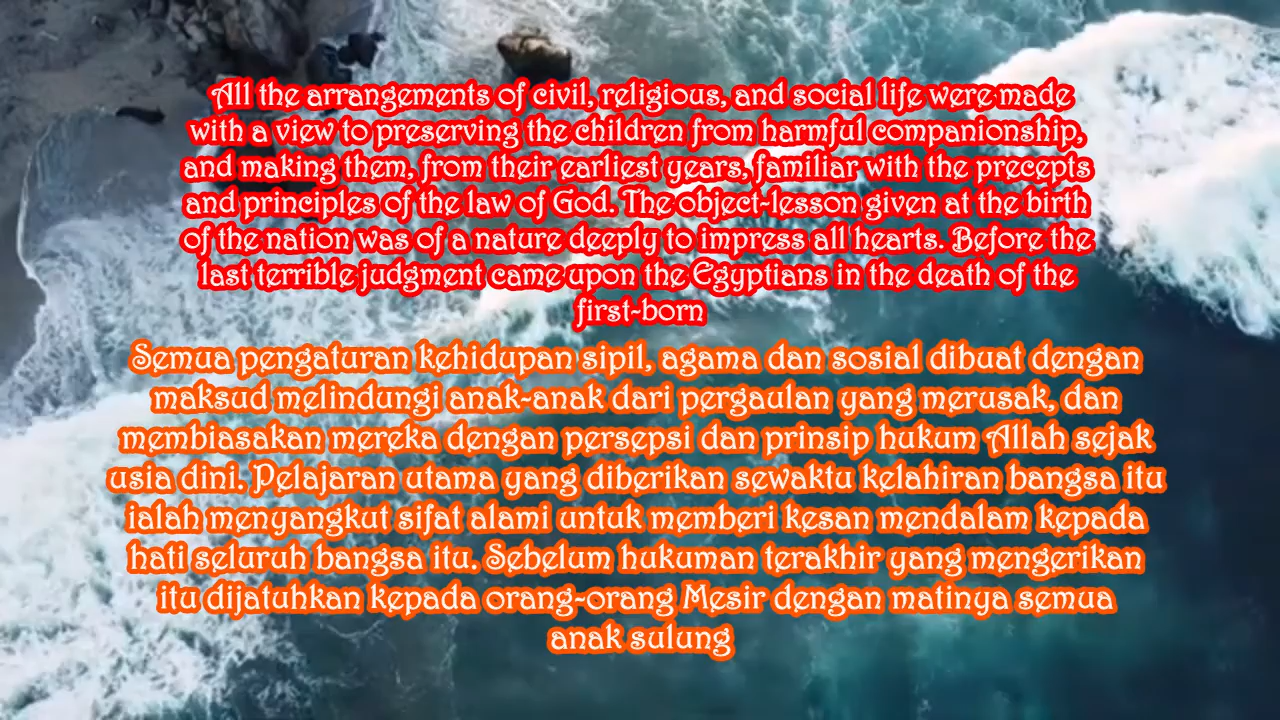 All the arrangements of civil, religious, and social life were made
with a view to preserving the children from harmful companionship,
and making them, from their earliest years, familiar with the precepts
and principles of the law of God. The object-lesson given at the birth
of the nation was of a nature deeply to impress all hearts. Before the
last terrible judgment came upon the Egyptians in the death of the
first-born
Semua pengaturan kehidupan sipil, agama dan sosial dibuat dengan
maksud melindungi anak-anak dari pergaulan yang merusak, dan
membiasakan mereka dengan persepsi dan prinsip hukum Allah sejak
usia dini. Pelajaran utama yang diberikan sewaktu kelahiran bangsa itu
ialah menyangkut sifat alami untuk memberi kesan mendalam kepada
hati seluruh bangsa itu. Sebelum hukuman terakhir yang mengerikan
itu dijatuhkan kepada orang-orang Mesir dengan matinya semua
anak sulung